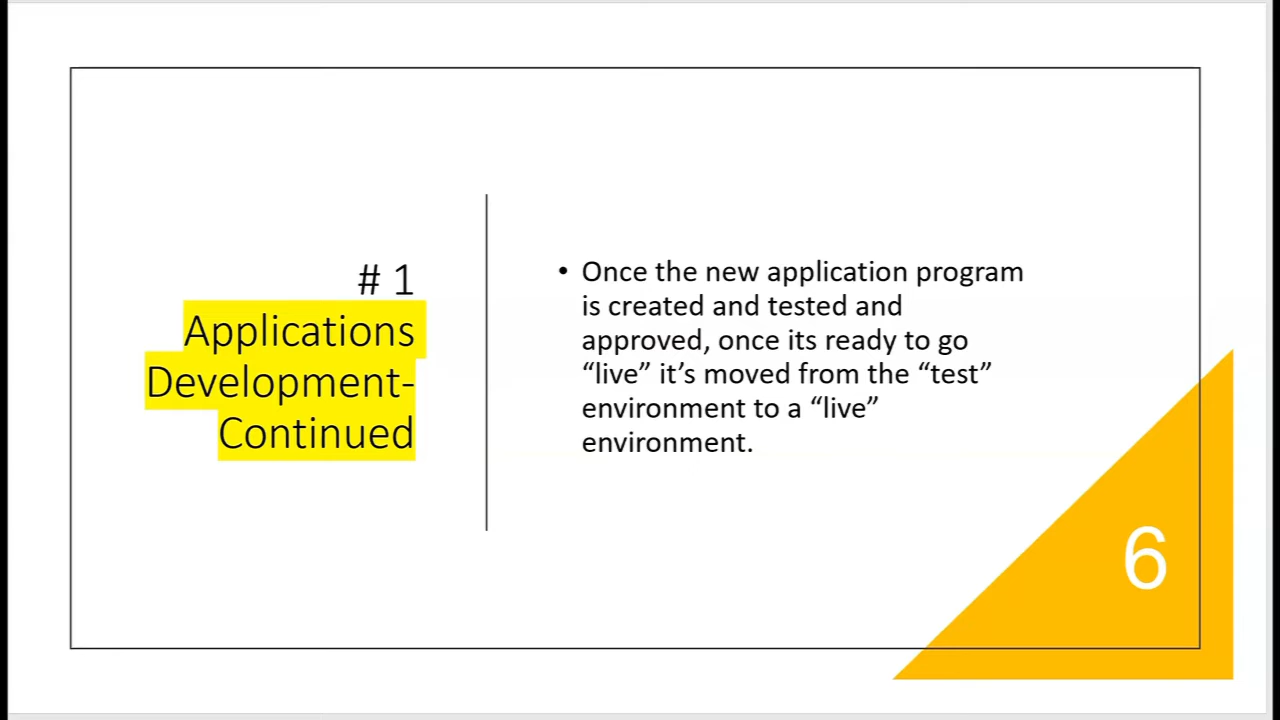 # 1
Applications
Development-
Continued
• Once the new application program
is created and tested and
approved, once its ready to go
“live” it’s moved from the “test”
environment to a “live”
environment.
6